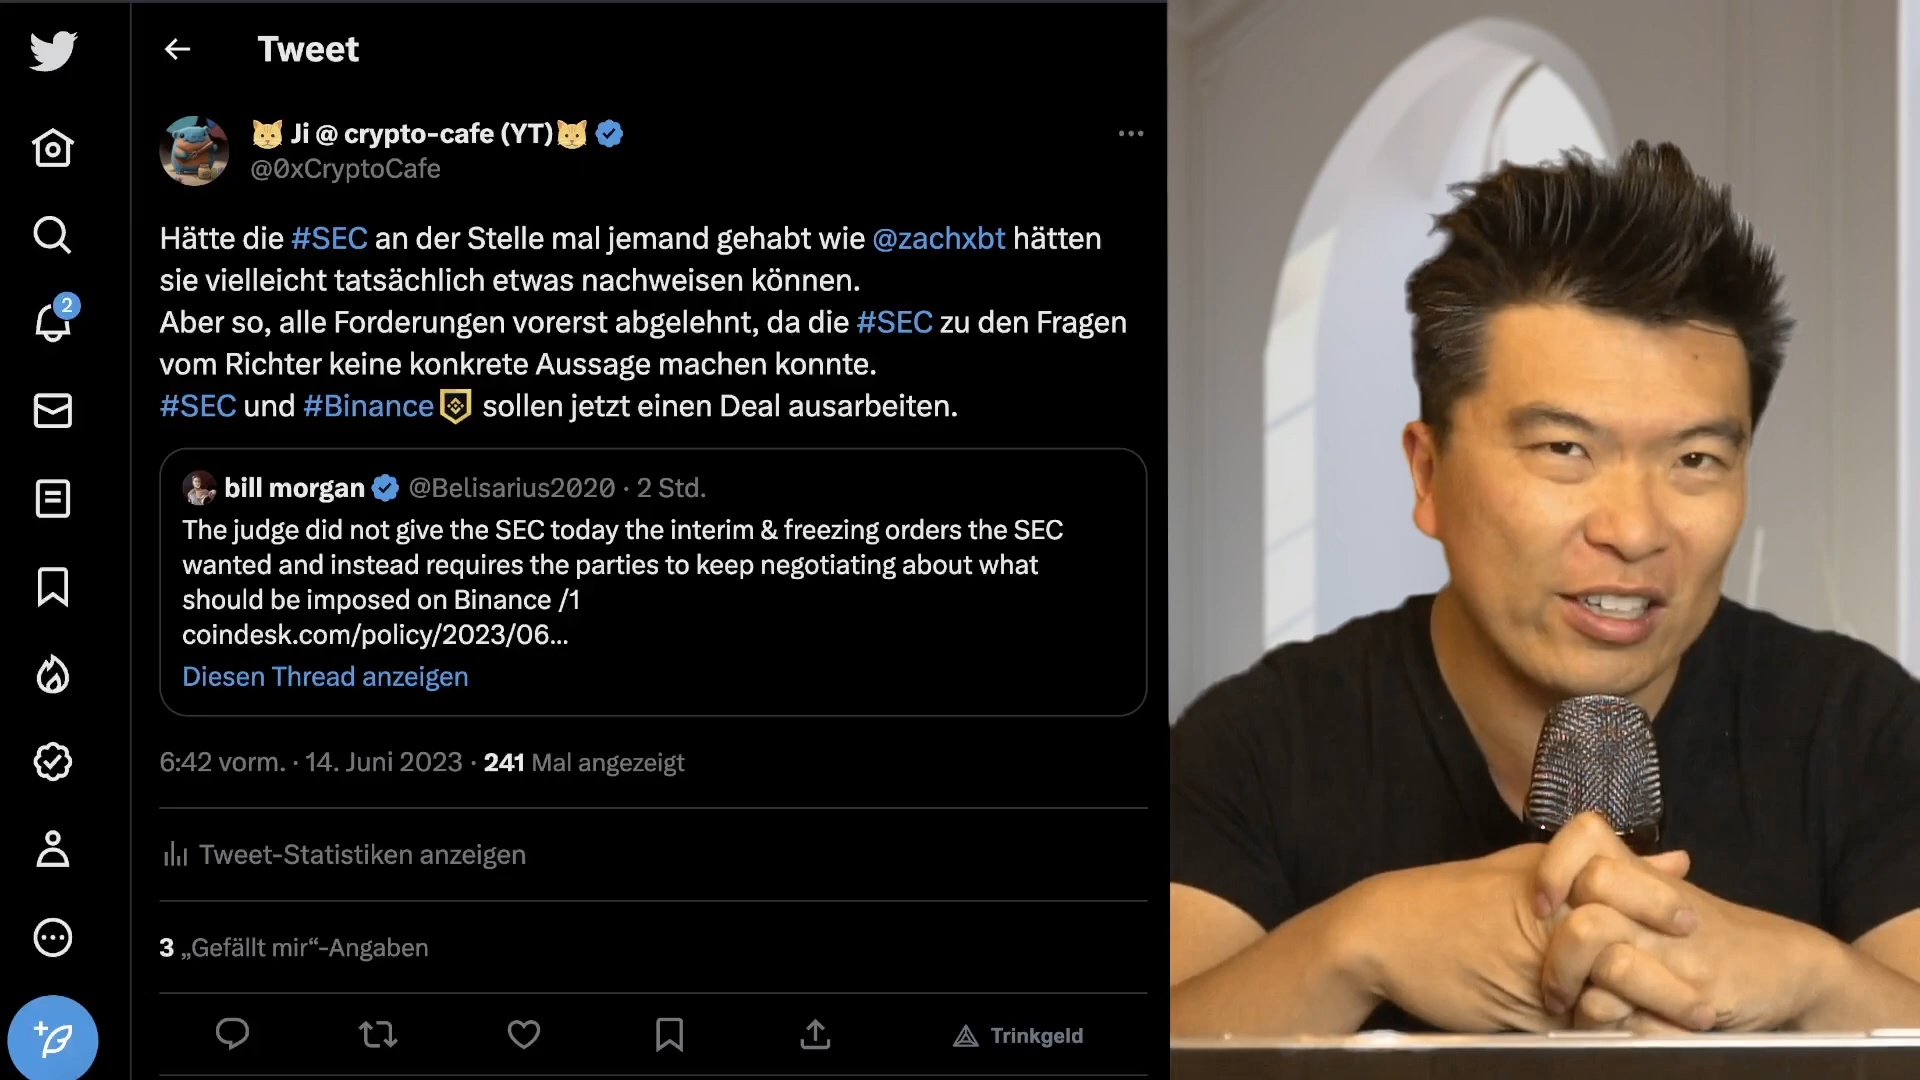 Tweet
🐱 Ji @ crypto-cafe (YT)🐱
@0xCryptoCafe
Hätte die #SEC an der Stelle mal jemand gehabt wie @zachxbt hätten
sie vielleicht tatsächlich etwas nachweisen können.
Aber so, alle Forderungen vorerst abgelehnt, da die #SEC zu den Fragen
vom Richter keine konkrete Aussage machen konnte.
#SEC und #Binance sollen jetzt einen Deal ausarbeiten.
bill morgan @Belisarius2020 · 2 Std.
The judge did not give the SEC today the interim & freezing orders the SEC
wanted and instead requires the parties to keep negotiating about what
should be imposed on Binance /1
coindesk.com/policy/2023/06…
Diesen Thread anzeigen
6:42 vorm. · 14. Juni 2023 · 241 Mal angezeigt
Tweet-Statistiken anzeigen
3 „Gefällt mir“-Angaben
Trinkgeld
2